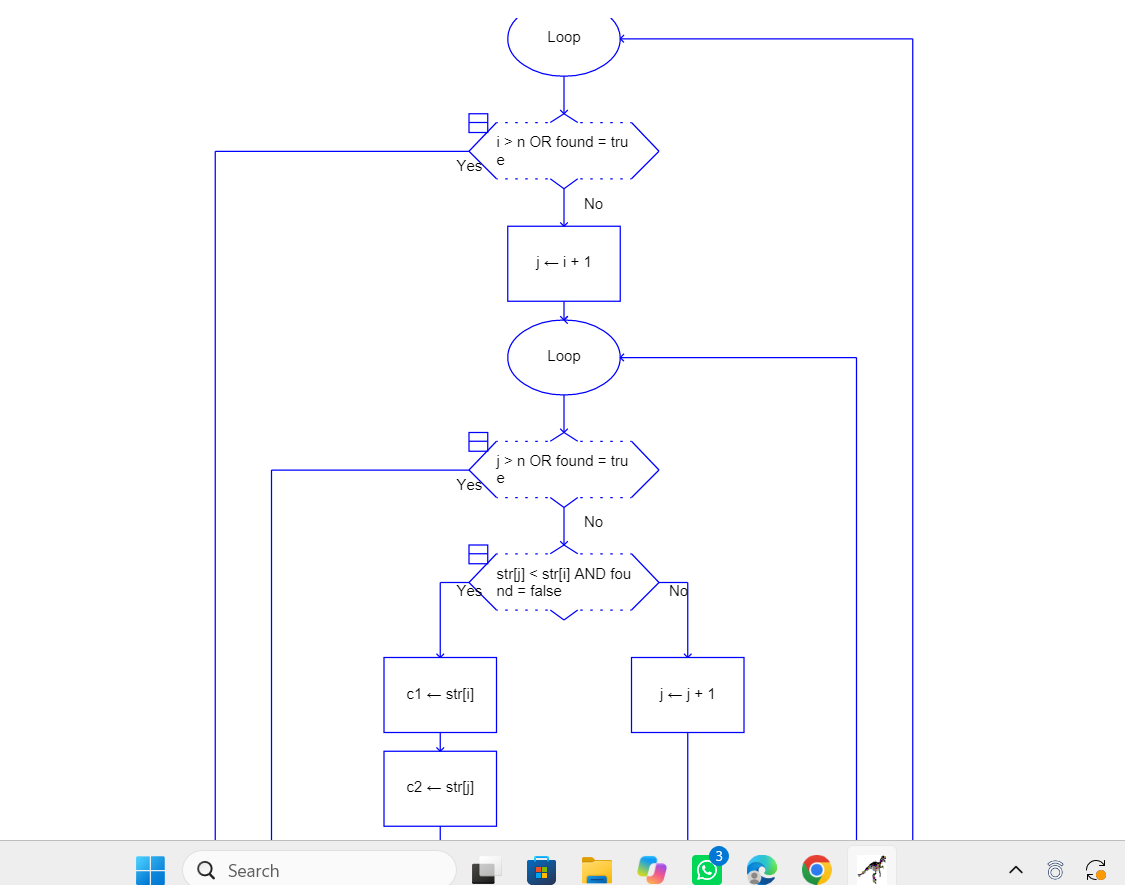 Loop
i > n OR found = tru
e
Yes
No
j ← i + 1
Loop
j > n OR found = tru
e
Yes
No
str[j] < str[i] AND fou
nd = false
Yes
No
c1 ← str[i]
j ← j + 1
c2 ← str[j]
Search
3